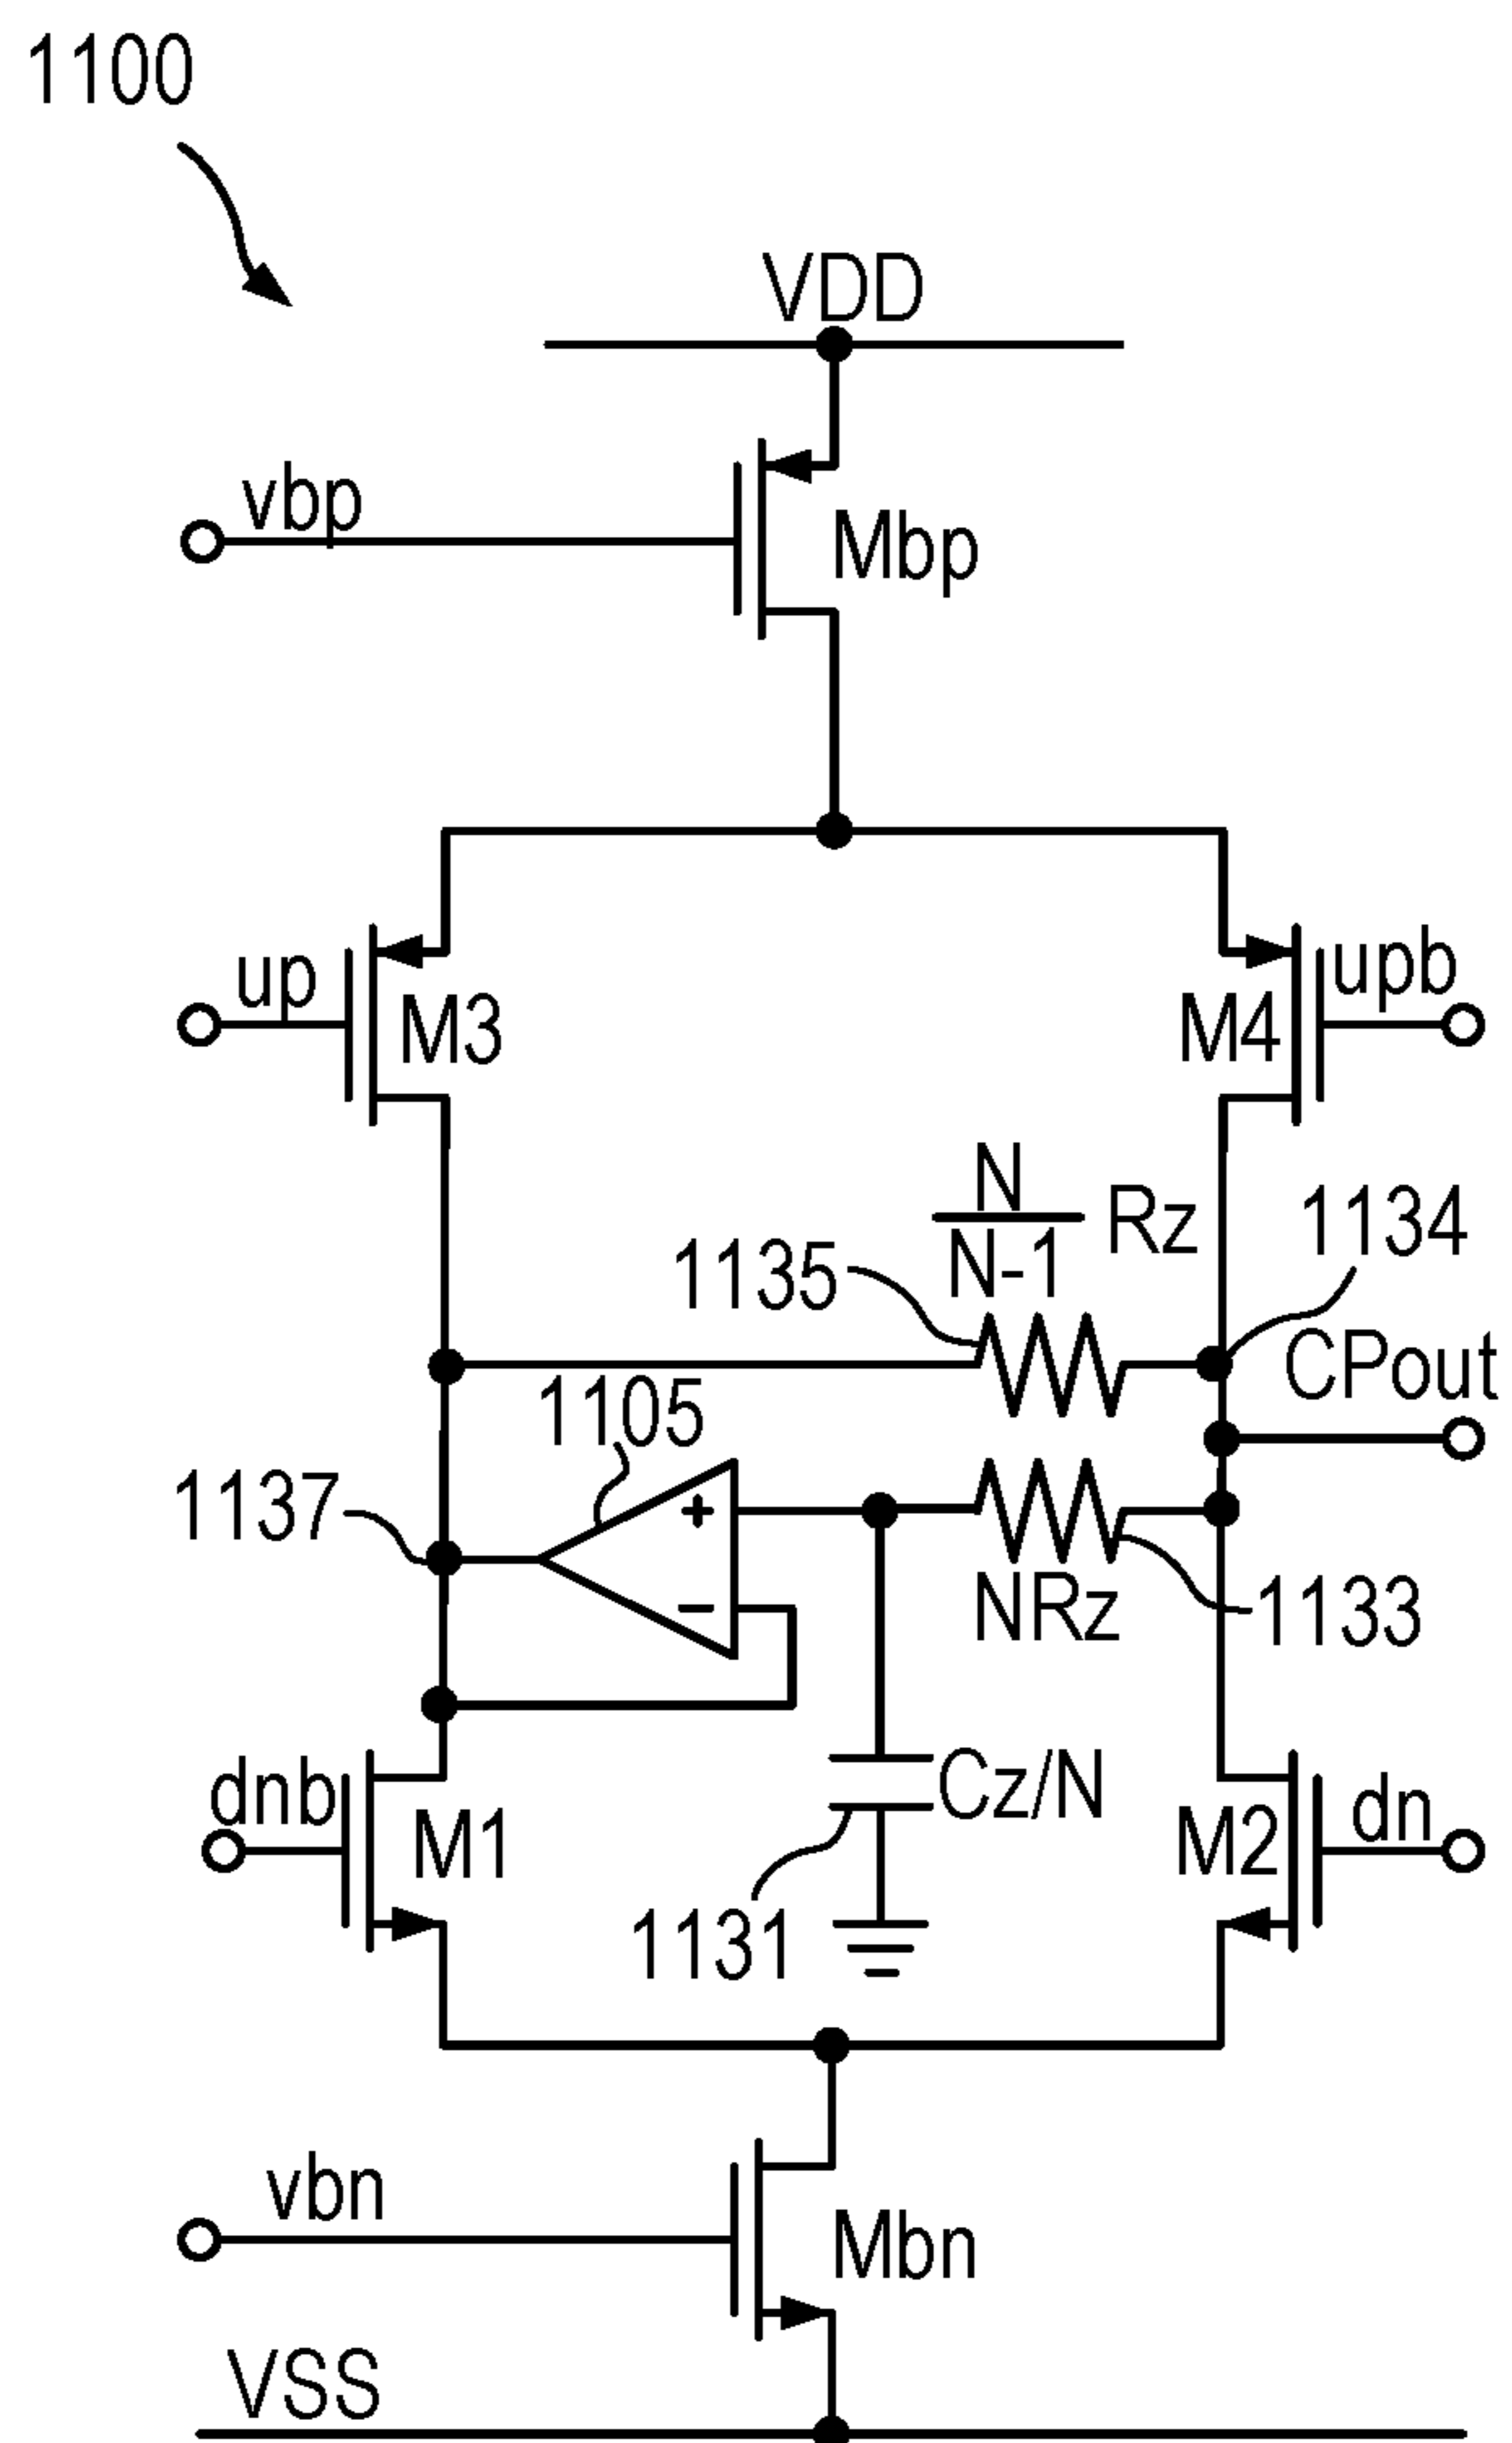 1100
VDD
vbp
Mbp
up
M3
M4
upb
N
N-1
Rz
1134
1135
CPout
1105
1137
+
−
NRz
1133
dnb
M1
Cz/N
M2
dn
1131
vbn
Mbn
VSS